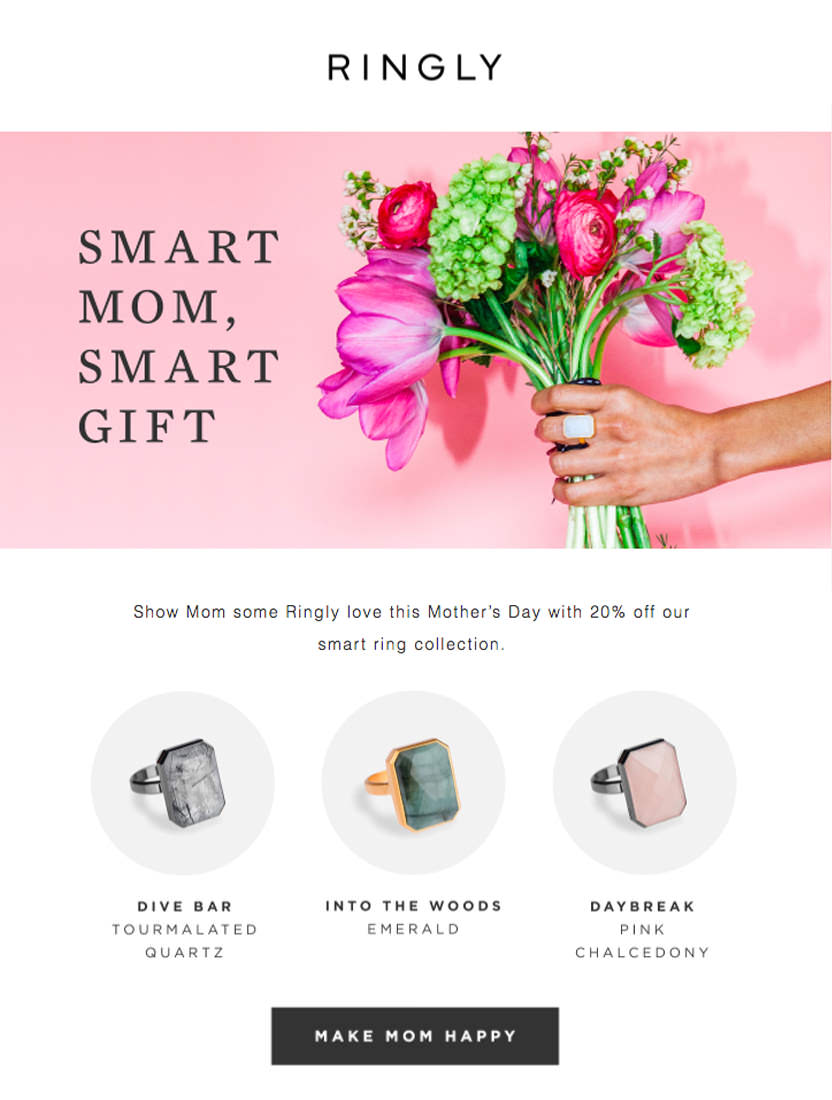 RINGLY
SMART
MOM,
SMART
GIFT
Show Mom some Ringly love this Mother's Day with 20% off our
smart ring collection.
DIVE BAR
TOURMALATED
QUARTZ
INTO THE WOODS
EMERALD
DAYBREAK
PINK
CHALCEDONY
MAKE MOM HAPPY